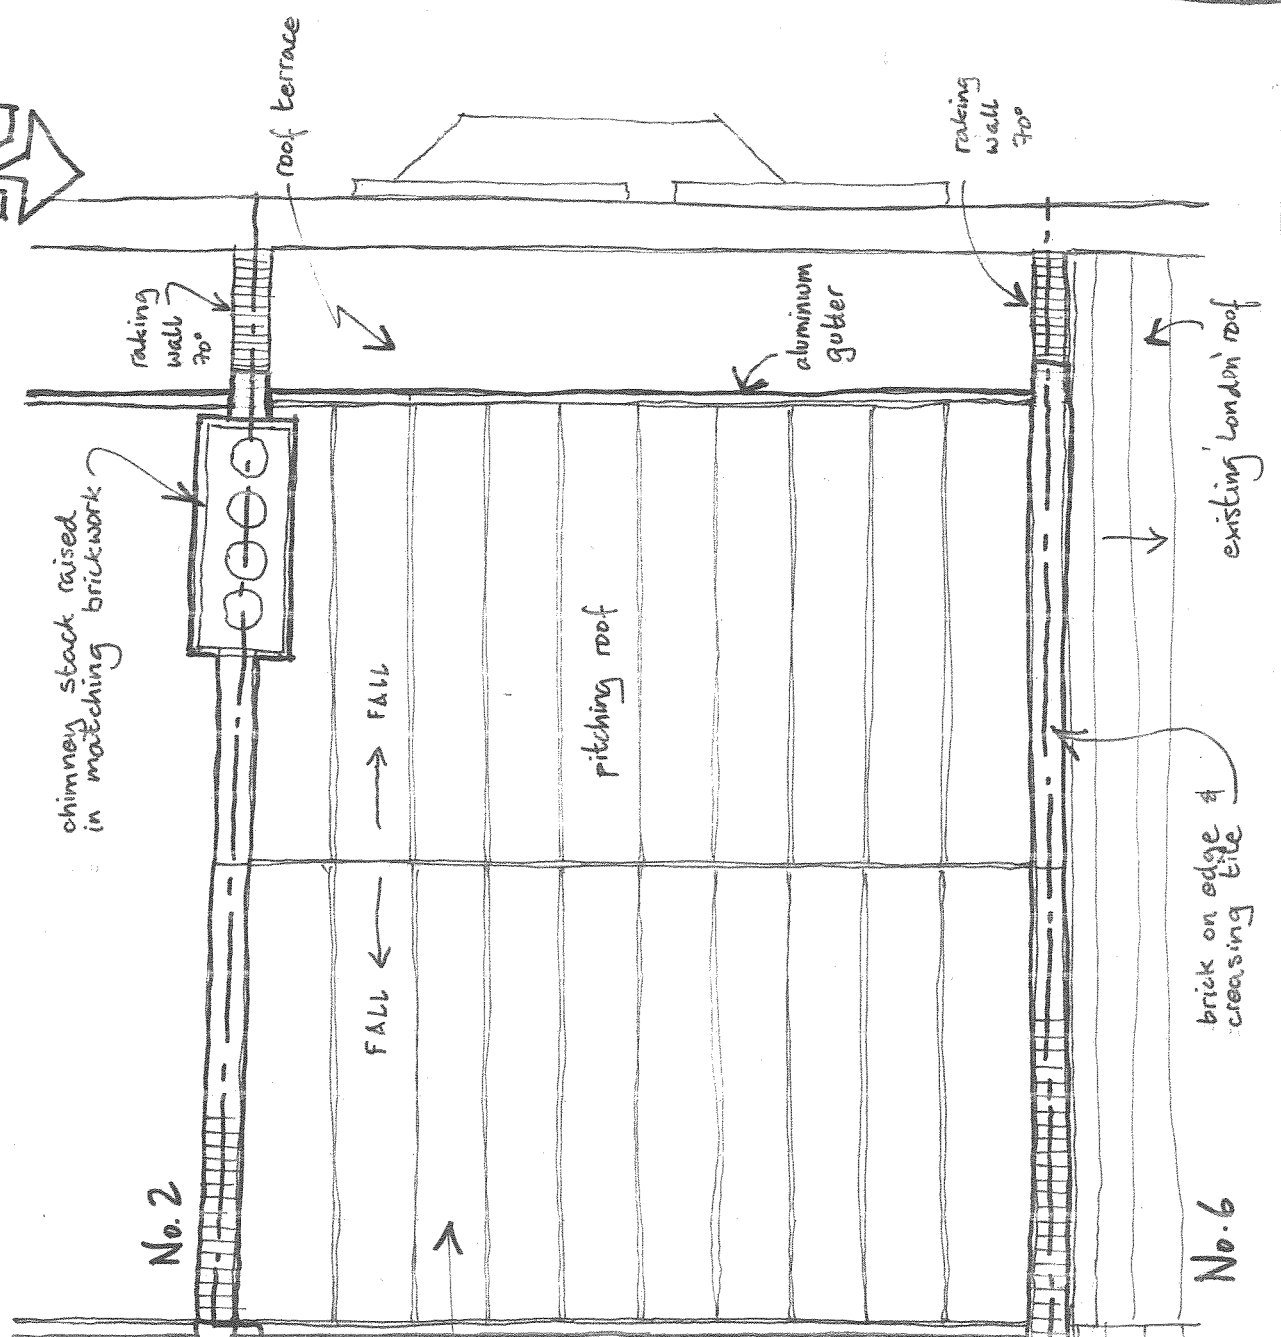 roof terrace
raking
wall
70°
raking
wall
70°
aluminium
gutter
existing 'London' roof
chimney stack raised
in matching brickwork
FALL
FALL
pitching roof
brick on edge &
creasing tile
No. 2
No. 6